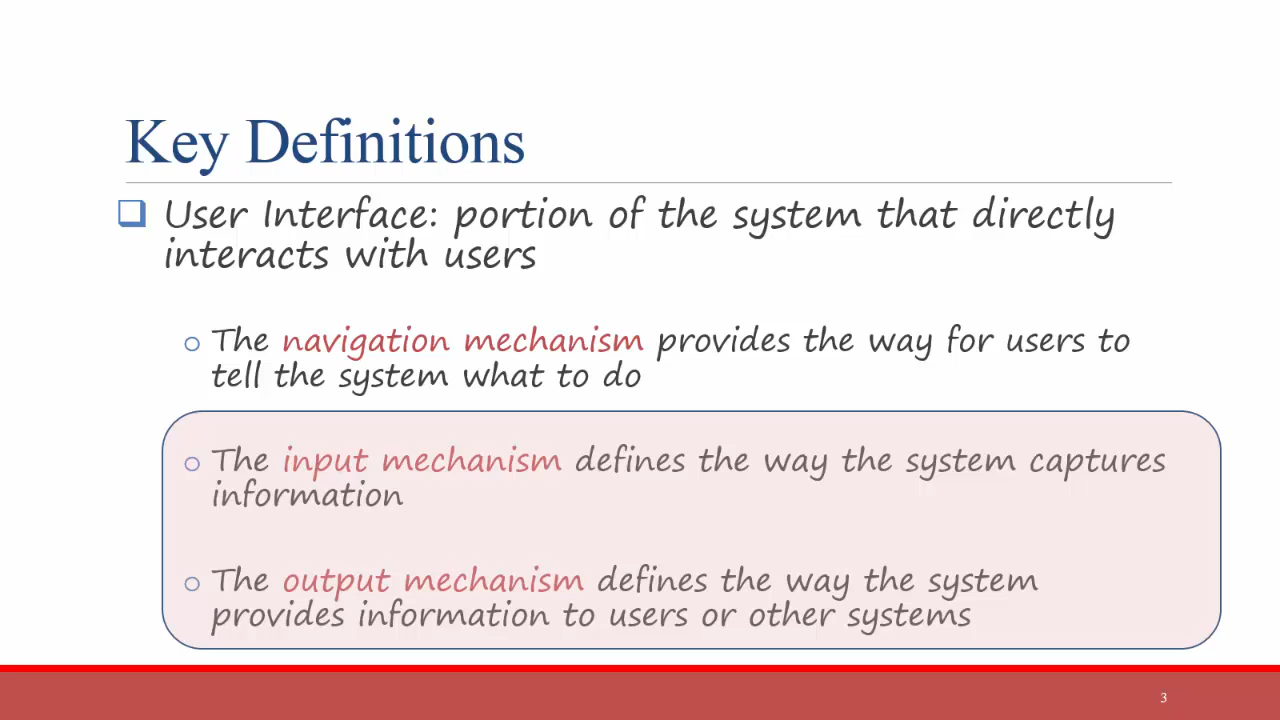 Key Definitions
User Interface: portion of the system that directly
interacts with users
The navigation mechanism provides the way for users to
tell the system what to do
The input mechanism defines the way the system captures
information
The output mechanism defines the way the system
provides information to users or other systems
3